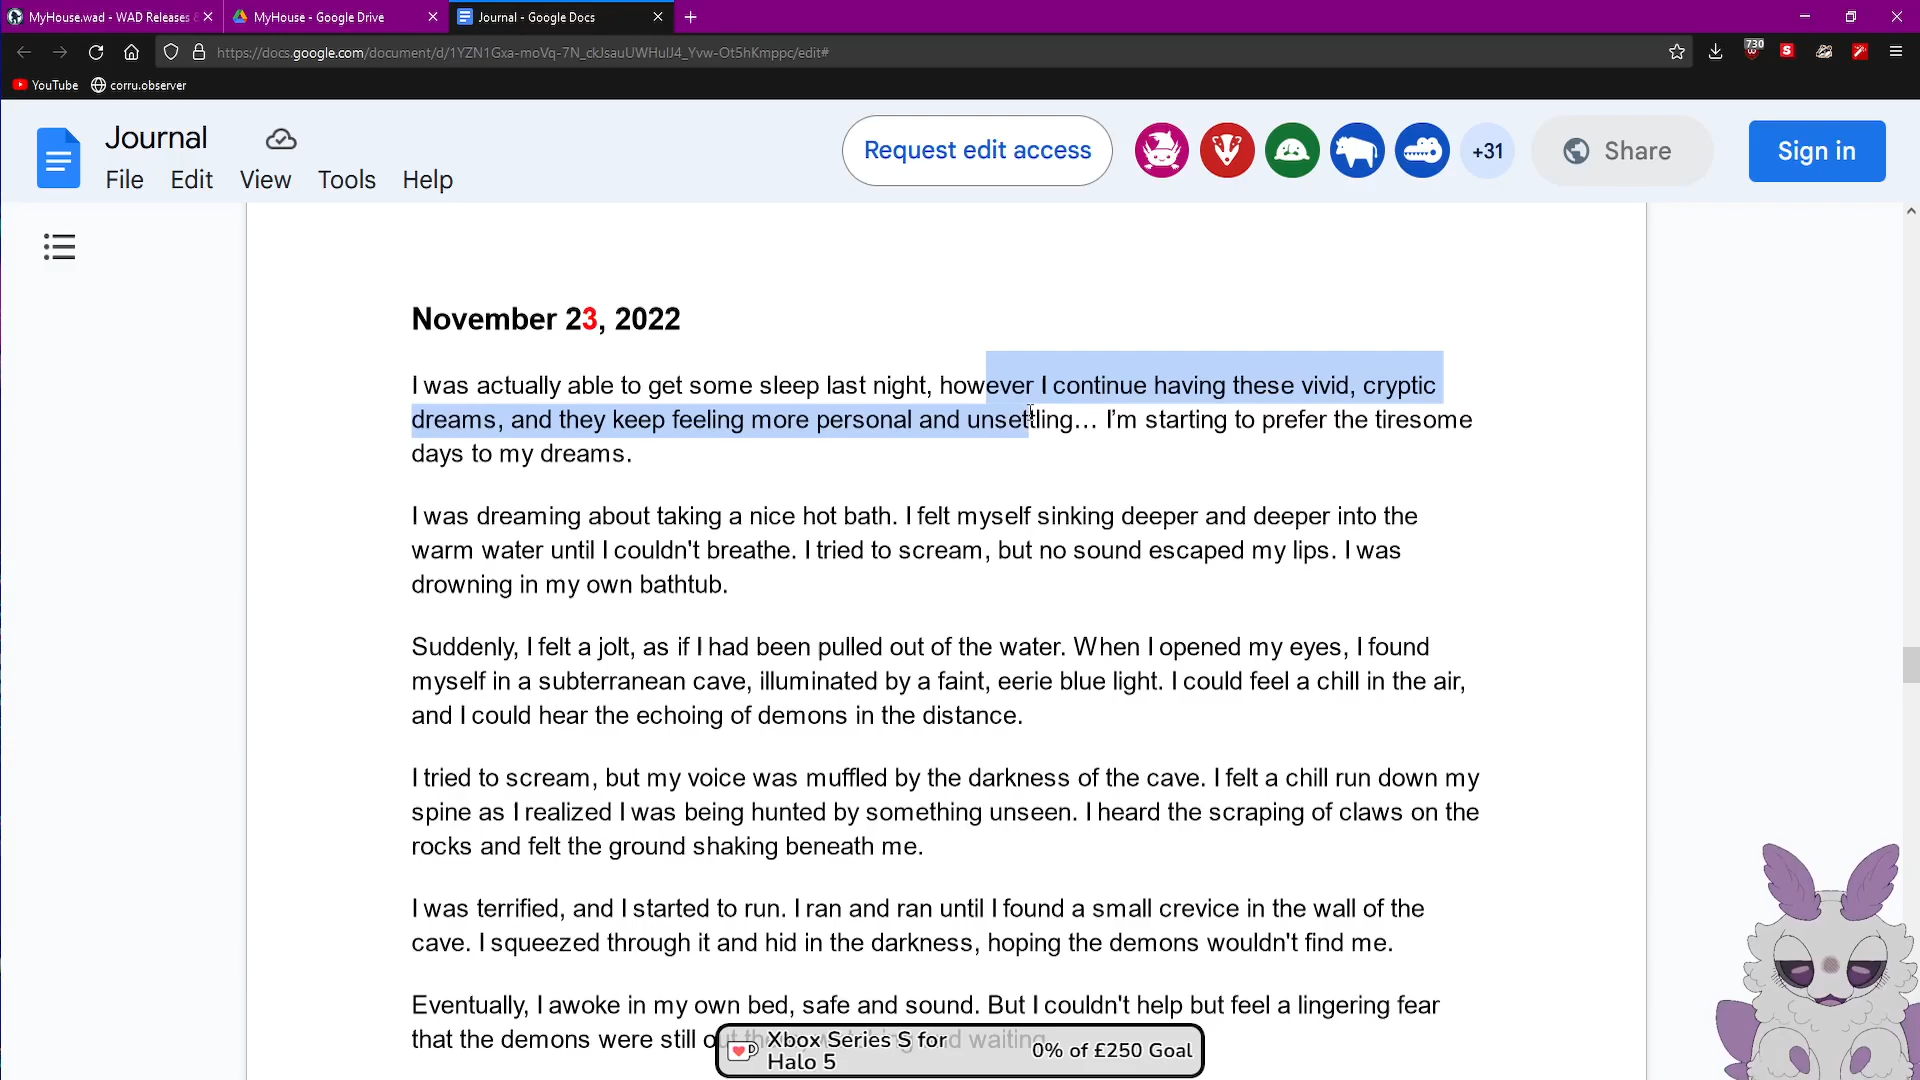 MyHouse.wad - WAD Releases
MyHouse - Google Drive
Journal - Google Docs
https://docs.google.com/document/d/1YZN1Gxa-moVq-7N_ckJsauUWHulJ4_Yvw-Ot5hKmppc/edit#
730
S
YouTube
corru.observer
Journal
File Edit View Tools Help
Request edit access
+31
Share
Sign in
November 23, 2022
I was actually able to get some sleep last night, however I continue having these vivid, cryptic
dreams, and they keep feeling more personal and unsettling… I’m starting to prefer the tiresome
days to my dreams.
I was dreaming about taking a nice hot bath. I felt myself sinking deeper and deeper into the
warm water until I couldn't breathe. I tried to scream, but no sound escaped my lips. I was
drowning in my own bathtub.
Suddenly, I felt a jolt, as if I had been pulled out of the water. When I opened my eyes, I found
myself in a subterranean cave, illuminated by a faint, eerie blue light. I could feel a chill in the air,
and I could hear the echoing of demons in the distance.
I tried to scream, but my voice was muffled by the darkness of the cave. I felt a chill run down my
spine as I realized I was being hunted by something unseen. I heard the scraping of claws on the
rocks and felt the ground shaking beneath me.
I was terrified, and I started to run. I ran and ran until I found a small crevice in the wall of the
cave. I squeezed through it and hid in the darkness, hoping the demons wouldn't find me.
Eventually, I awoke in my own bed, safe and sound. But I couldn't help but feel a lingering fear
that the demons were still waiting
Xbox Series S for
Halo 5
0% of £250 Goal